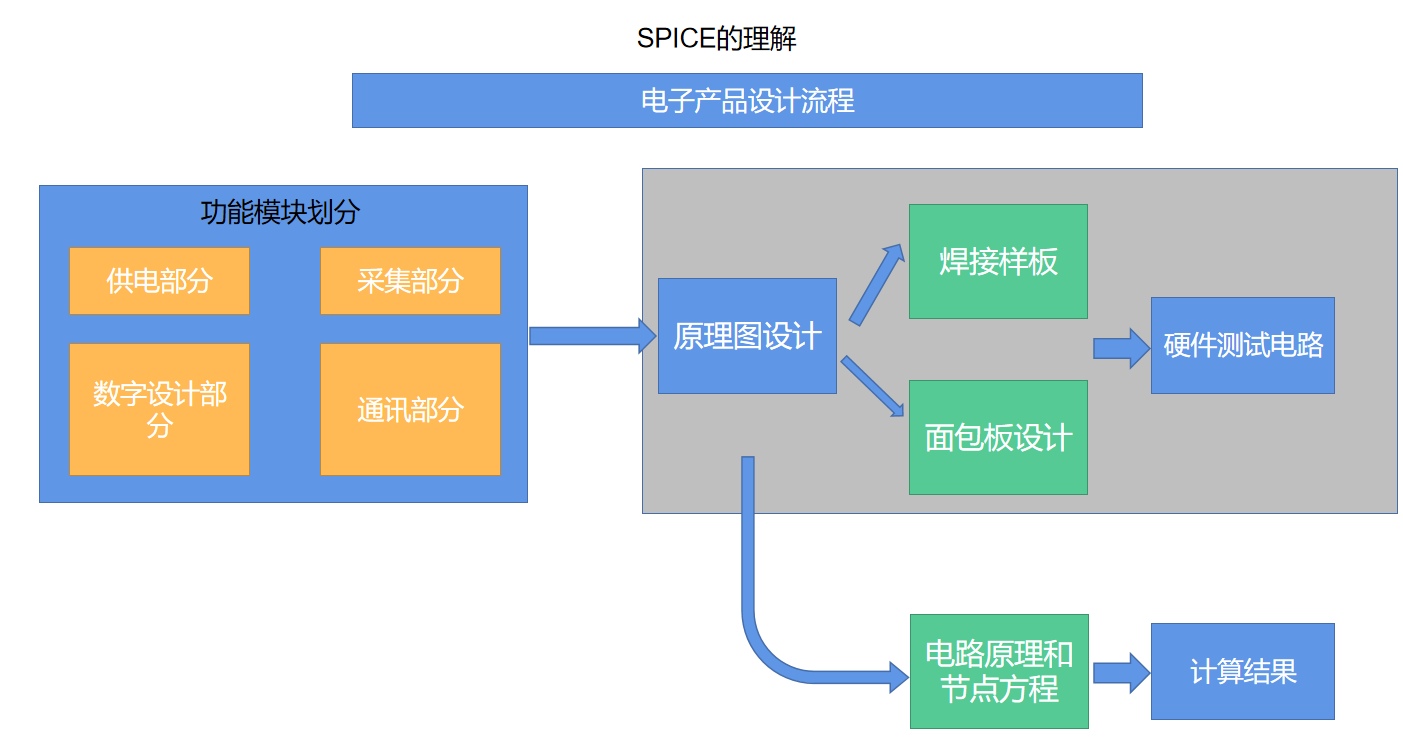 SPICE的理解
电子产品设计流程
功能模块划分
供电部分
采集部分
数字设计部
分
通讯部分
原理图设计
焊接样板
面包板设计
硬件测试电路
电路原理和
节点方程
计算结果